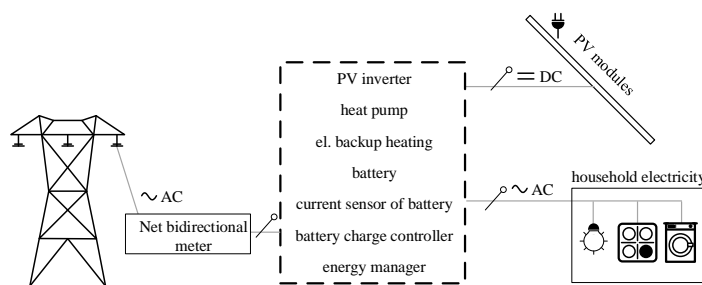 PV inverter
heat pump
el. backup heating
battery
current sensor of battery
battery charge controller
energy manager
= DC
PV modules
~ AC
Net bidirectional
meter
~ AC
household electricity